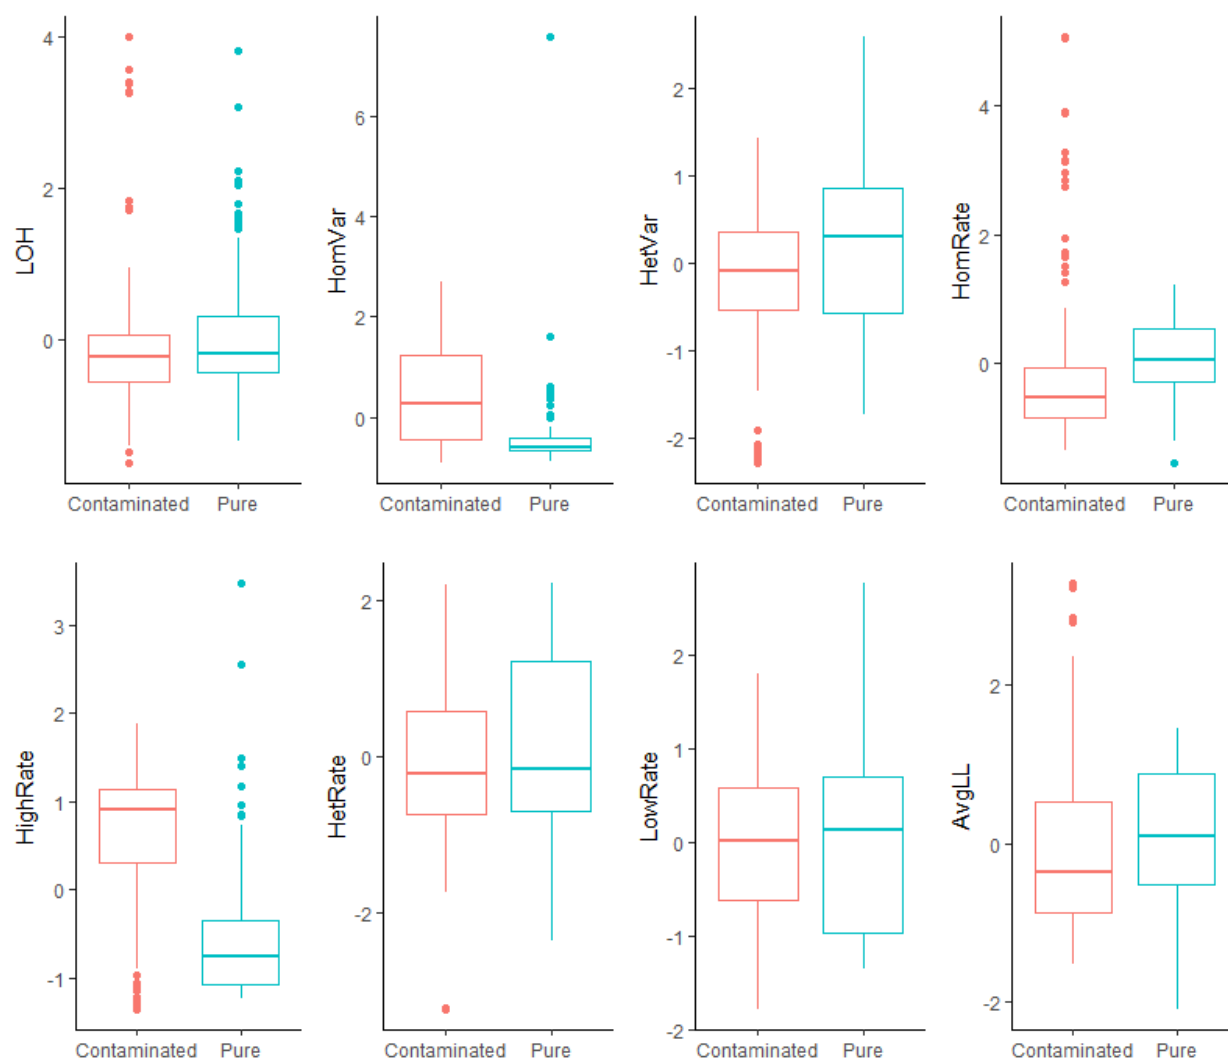 LOH
4
2
0
Contaminated Pure
HomVar
6
4
2
0
Contaminated Pure
HetVar
2
1
0
-1
-2
Contaminated Pure
HomRate
4
2
0
Contaminated Pure
HighRate
3
2
1
0
-1
Contaminated Pure
HetRate
2
0
-2
Contaminated Pure
LowRate
2
1
0
-1
-2
Contaminated Pure
AvgLL
2
0
-2
Contaminated Pure